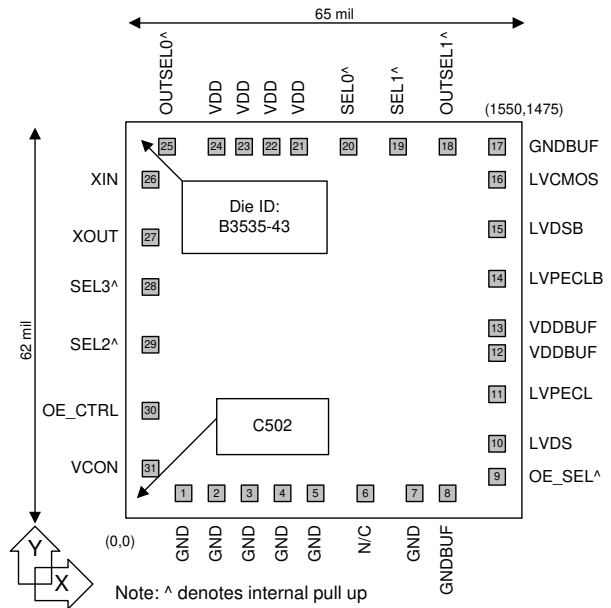 65 mil
OUTSEL0^
VDD
VDD
VDD
VDD
SEL0^
SEL1^
OUTSEL1^
(1550,1475)
25
24
23
22
21
20
19
18
17
GNDBUF
XIN
26
16
LVCMOS
Die ID:
B3535-43
XOUT
27
15
LVDSB
SEL3^
28
14
LVPECLB
62 mil
13
VDDBUF
SEL2^
29
12
VDDBUF
11
LVPECL
OE_CTRL
30
C502
10
LVDS
VCON
31
9
OE_SEL^
1
2
3
4
5
6
7
8
(0,0)
GND
GND
GND
GND
GND
N/C
GND
GNDBUF
Y
X
Note: ^ denotes internal pull up